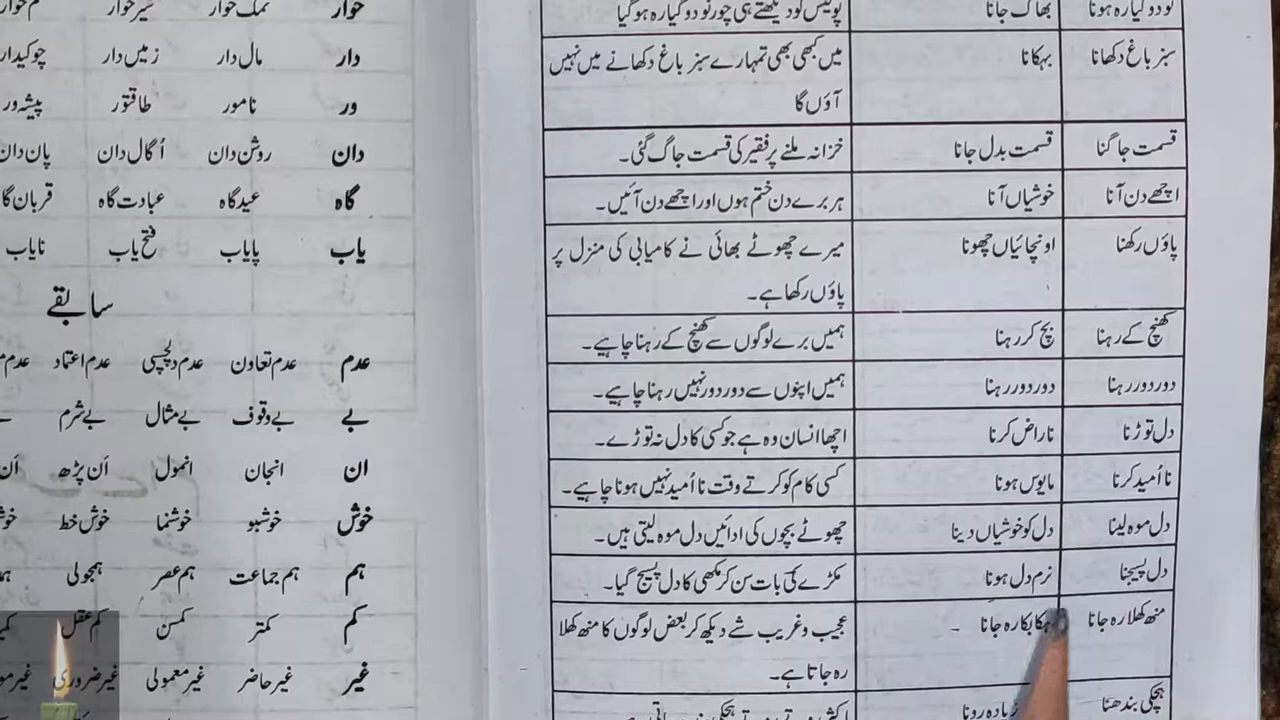 نو دو گیارہ ہونا	بھاگ جانا	پولیس کو دیکھتے ہی چور نو دو گیارہ ہو گیا
سبز باغ دکھانا	بہکانا	میں کبھی بھی تمہارے سبز باغ دکھانے میں نہیں
آؤں گا
قسمت جاگنا	قسمت بدل جانا	خزانہ ملنے پر فقیر کی قسمت جاگ گئی۔
اچھے دن آنا	خوشیاں آنا	ہر برے دن ختم ہوں اور اچھے دن آئیں۔
پاؤں رکھنا	اونچائیاں چھونا	میرے چھوٹے بھائی نے کامیابی کی منزل پر
پاؤں رکھا ہے۔
کھنچ کے رہنا	بچ کر رہنا	ہمیں برے لوگوں سے کھنچ کے رہنا چاہیے۔
دور دور رہنا	دور دور رہنا	ہمیں اپنوں سے دور دور نہیں رہنا چاہیے۔
دل توڑنا	ناراض کرنا	اچھا انسان وہ ہے جو کسی کا دل نہ توڑے۔
نا اُمید کرنا	مایوس ہونا	کسی کام کو کرتے وقت نا اُمید نہیں ہونا چاہیے۔
دل موہ لینا	دل کو خوشیاں دینا	چھوٹے بچوں کی ادائیں دل موہ لیتی ہیں۔
دل پسیجنا	نرم دل ہونا	مکڑے کی بات سن کر مکھی کا دل پسیج گیا۔
منھ کھلا رہ جانا	ہکا بکا رہ جانا ۔	عجیب و غریب شے دیکھ کر بعض لوگوں کا منھ کھلا
رہ جاتا ہے۔
ہچکی بندھنا	زیادہ رونا
خوار	نمک خوار	شیر خوار
دار	مال دار	زمیں دار	چوکیدار
ور	نامور	طاقتور	پیشہ ور
دان	روشن دان	اُگال دان	پان دان
گاہ	عید گاہ	عبادت گاہ	قربان گا
یاب	پایاب	فتح یاب	نایاب
سابقے
عدم	عدم تعاون	عدم دلچسپی	عدم اعتماد
بے	بے وقوف	بے مثال	بے شرم
ان	انجان	انمول	اَن پڑھ
خوش	خوشبو	خوشنما	خوش خط
ہم	ہم جماعت	ہم عصر	ہمجولی
کم	کمتر	کمسن	کم عقل
غیر	غیر حاضر	غیر معمولی	غیر ضروری